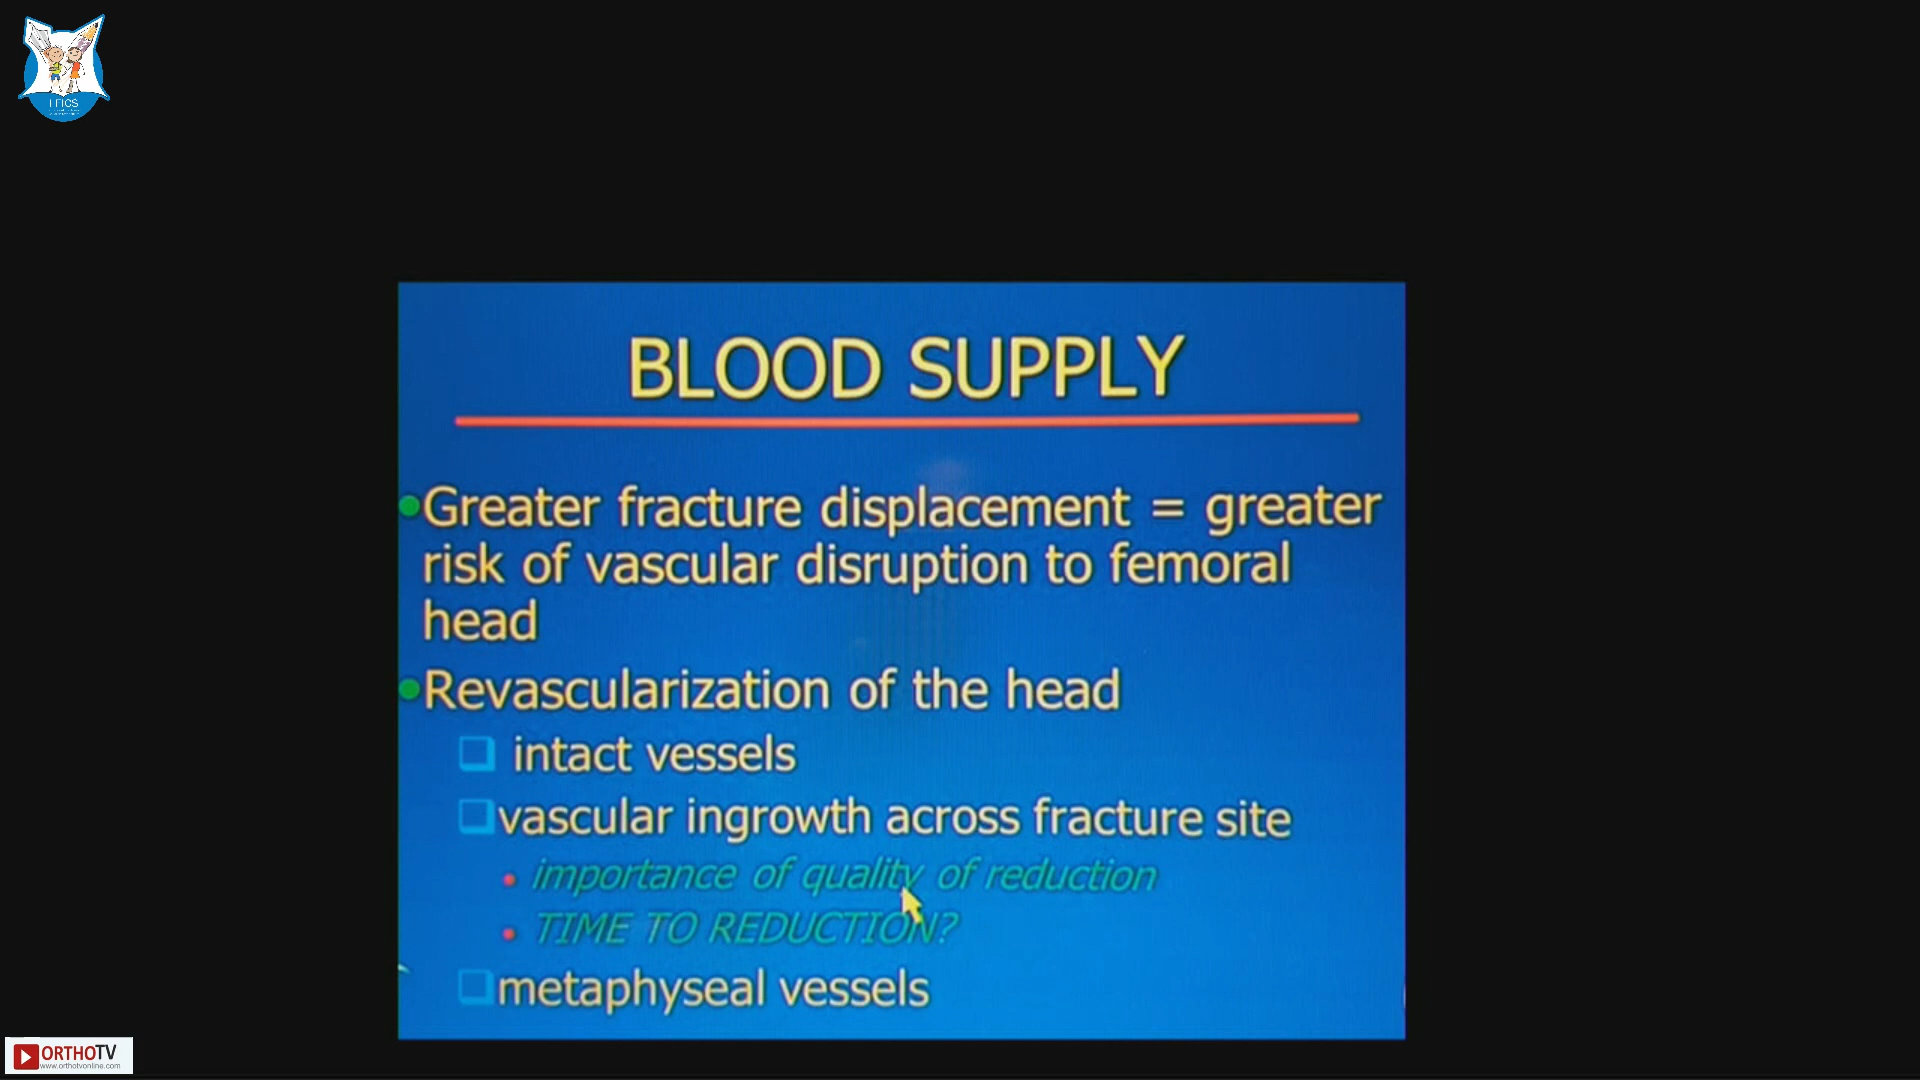 I FICS
BLOOD SUPPLY
Greater fracture displacement = greater
risk of vascular disruption to femoral
head
Revascularization of the head
intact vessels
vascular ingrowth across fracture site
importance of quality of reduction
TIME TO REDUCTION?
metaphyseal vessels
ORTHOTV
www.orthotvonline.com